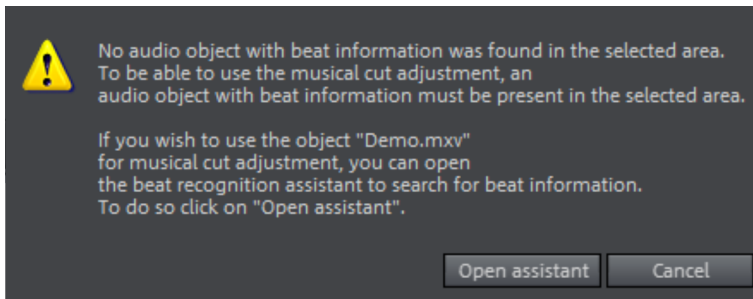 No audio object with beat information was found in the selected area.
To be able to use the musical cut adjustment, an
audio object with beat information must be present in the selected area.
If you wish to use the object "Demo.mxv"
for musical cut adjustment, you can open
the beat recognition assistant to search for beat information.
To do so click on "Open assistant".
Open assistant
Cancel